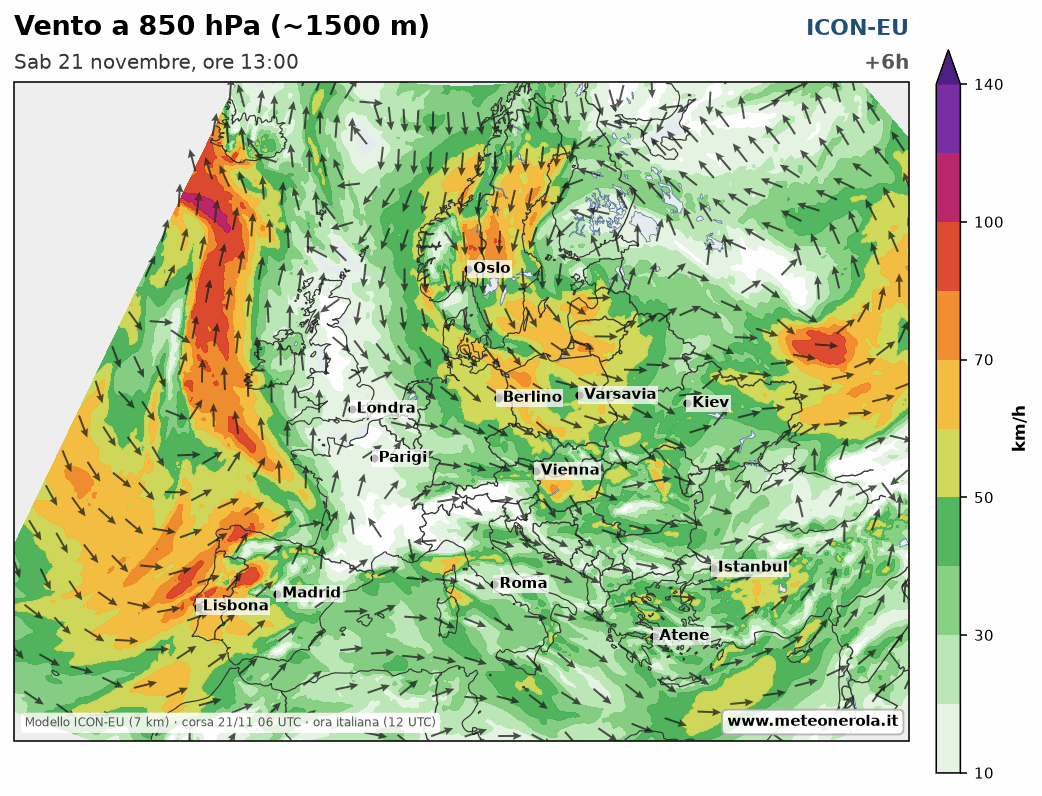 Vento a 850 hPa (~1500 m)
ICON-EU
Sab 21 novembre, ore 13:00
+6h
140
100
70
50
30
10
km/h
Oslo
Berlino
Varsavia
Kiev
Londra
Parigi
Vienna
Istanbul
Roma
Madrid
Lisbona
Atene
Modello ICON-EU (7 km) · corsa 21/11 06 UTC · ora italiana (12 UTC)
www.meteonerola.it